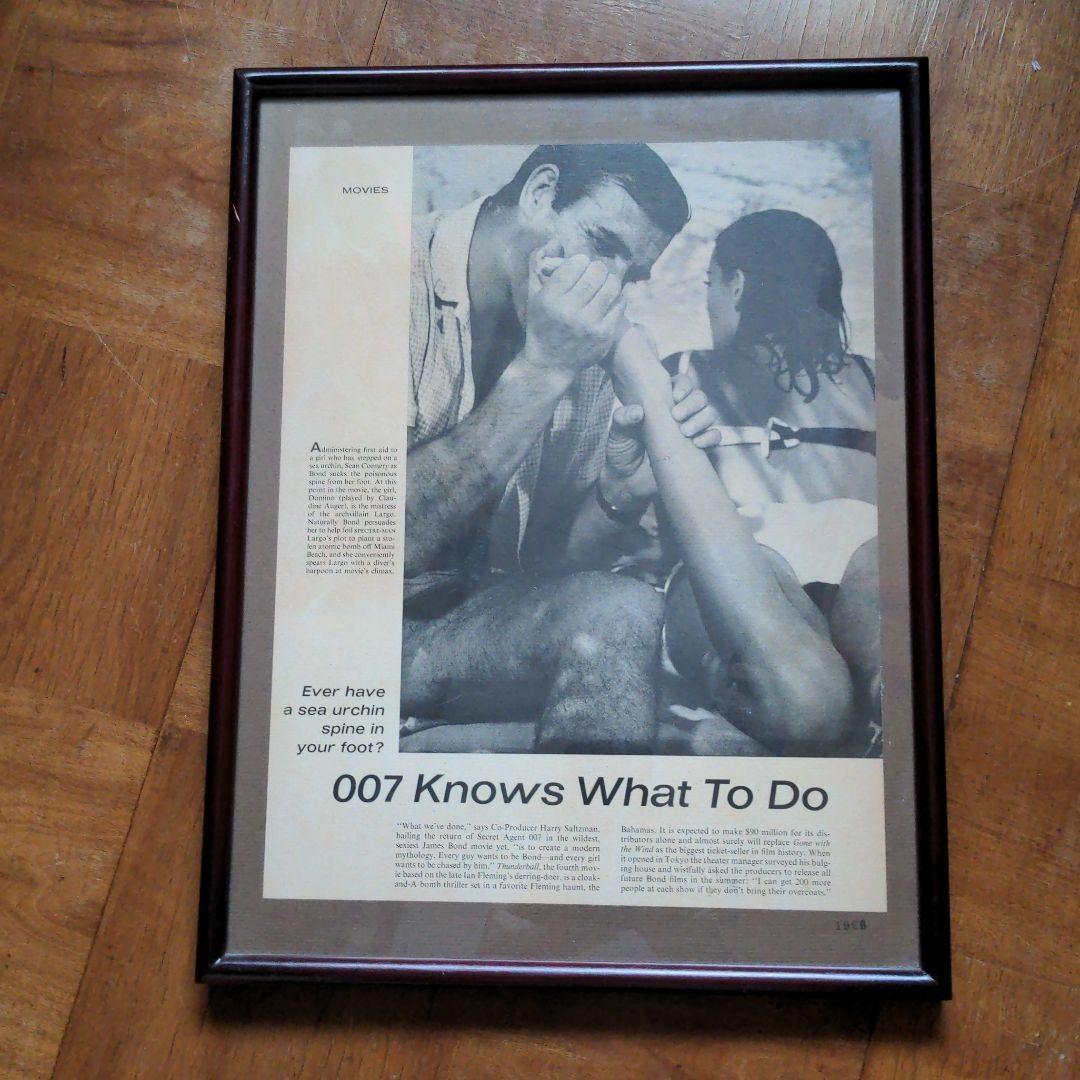 MOVIES
Administering first aid to
a girl who has stepped on a
sea urchin, Sean Connery as
Bond sucks the poisonous
spine from her foot. At this
point in the movie, the girl,
Domino (played by Clau-
dine Auger), is the mistress
of the archvillain Largo.
Naturally Bond persuades
her to help foil SPECTRE-MAN
Largo's plot to plant a sto-
len atomic bomb off Miami
Beach, and she conveniently
spears Largo with a diver's
harpoon at movie's climax.
Ever have
a sea urchin
spine in
your foot?
007 Knows What To Do
"What we've done," says Co-Producer Harry Saltzman,
hailing the return of Secret Agent 007 in the wildest,
sexiest James Bond movie yet, "is to create a modern
mythology. Every guy wants to be Bond—and every girl
wants to be chased by him." Thunderball, the fourth mov-
ie based on the late Ian Fleming's derring-doer, is a cloak-
and-A-bomb thriller set in a favorite Fleming haunt, the
Bahamas. It is expected to make $90 million for its dis-
tributors alone and almost surely will replace Gone with
the Wind as the biggest ticket-seller in film history. When
it opened in Tokyo the theater manager surveyed his bulg-
ing house and wistfully asked the producers to release all
future Bond films in the summer: "I can get 200 more
people at each show if they don't bring their overcoats."